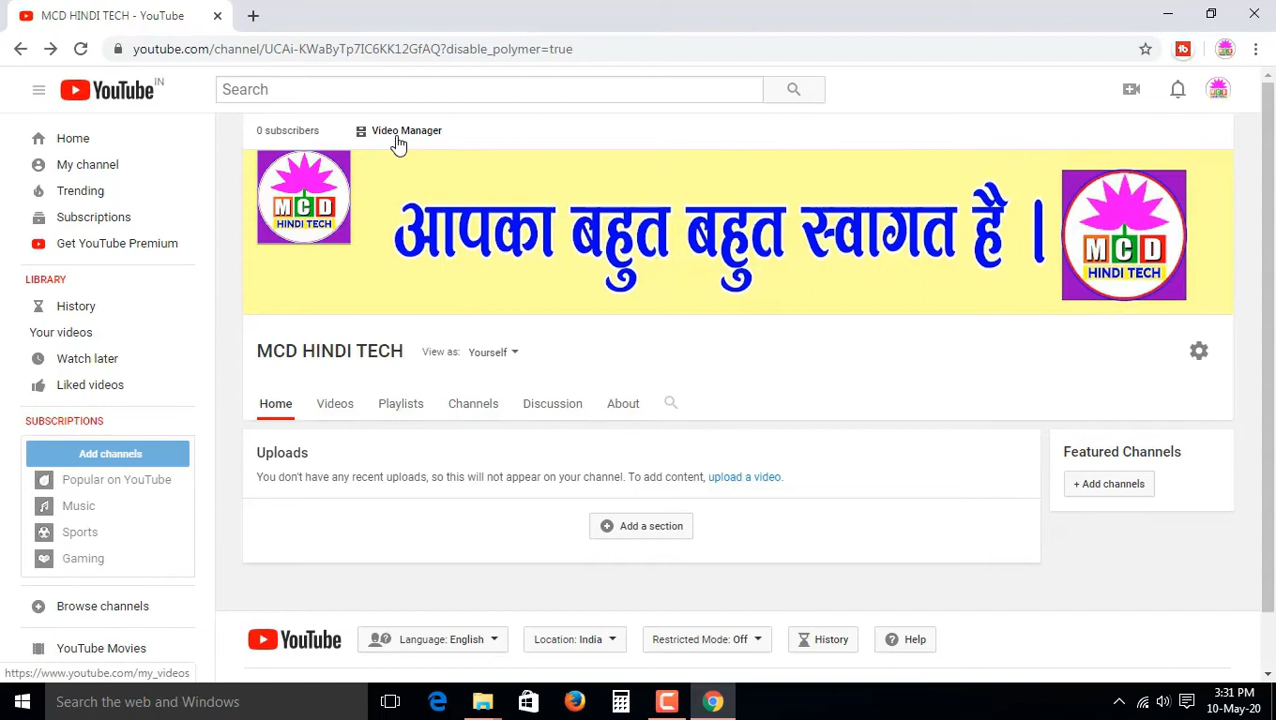 MCD HINDI TECH - YouTube
youtube.com/channel/UCAi-KWaByTp7IC6KK12GfAQ?disable_polymer=true
YouTube IN
Search
0 subscribers
Video Manager
Home
My channel
Trending
Subscriptions
Get YouTube Premium
LIBRARY
History
Your videos
Watch later
Liked videos
SUBSCRIPTIONS
Add channels
Popular on YouTube
Music
Sports
Gaming
Browse channels
YouTube Movies
https://www.youtube.com/my_videos
MCD
HINDI TECH
आपका बहुत बहुत स्वागत है ।
MCD
HINDI TECH
MCD HINDI TECH
View as: Yourself
Home Videos Playlists Channels Discussion About
Uploads
You don't have any recent uploads, so this will not appear on your channel. To add content, upload a video.
Add a section
Featured Channels
+ Add channels
YouTube
Language: English
Location: India
Restricted Mode: Off
History
Help
Search the web and Windows
3:31 PM
10-May-20